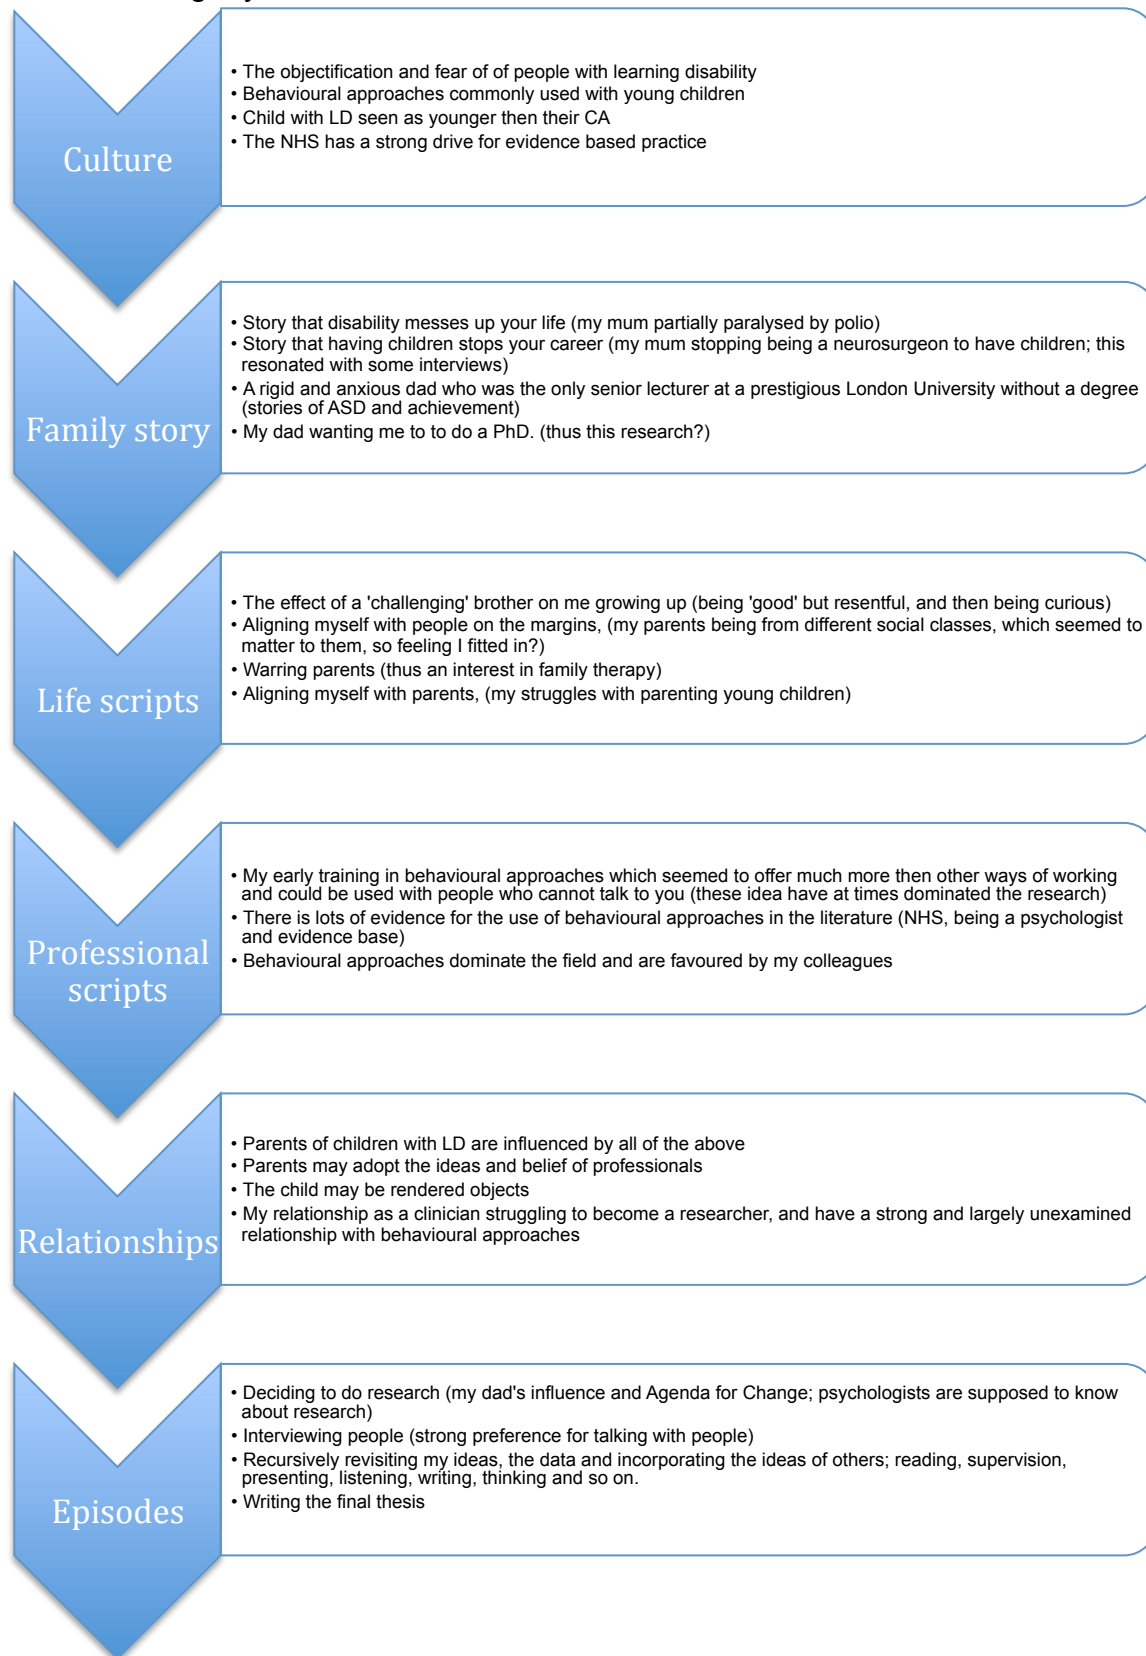 Culture
• The objectification and fear of of people with learning disability
• Behavioural approaches commonly used with young children
• Child with LD seen as younger then their CA
• The NHS has a strong drive for evidence based practice
Family story
• Story that disability messes up your life (my mum partially paralysed by polio)
• Story that having children stops your career (my mum stopping being a neurosurgeon to have children; this
resonated with some interviews)
• A rigid and anxious dad who was the only senior lecturer at a prestigious London University without a degree
(stories of ASD and achievement)
• My dad wanting me to to do a PhD. (thus this research?)
Life scripts
• The effect of a 'challenging' brother on me growing up (being 'good' but resentful, and then being curious)
• Aligning myself with people on the margins, (my parents being from different social classes, which seemed to
matter to them, so feeling I fitted in?)
• Warring parents (thus an interest in family therapy)
• Aligning myself with parents, (my struggles with parenting young children)
Professional
scripts
• My early training in behavioural approaches which seemed to offer much more then other ways of working
and could be used with people who cannot talk to you (these idea have at times dominated the research)
• There is lots of evidence for the use of behavioural approaches in the literature (NHS, being a psychologist
and evidence base)
• Behavioural approaches dominate the field and are favoured by my colleagues
Relationships
• Parents of children with LD are influenced by all of the above
• Parents may adopt the ideas and belief of professionals
• The child may be rendered objects
• My relationship as a clinician struggling to become a researcher, and have a strong and largely unexamined
relationship with behavioural approaches
Episodes
• Deciding to do research (my dad's influence and Agenda for Change; psychologists are supposed to know
about research)
• Interviewing people (strong preference for talking with people)
• Recursively revisiting my ideas, the data and incorporating the ideas of others; reading, supervision,
presenting, listening, writing, thinking and so on.
• Writing the final thesis